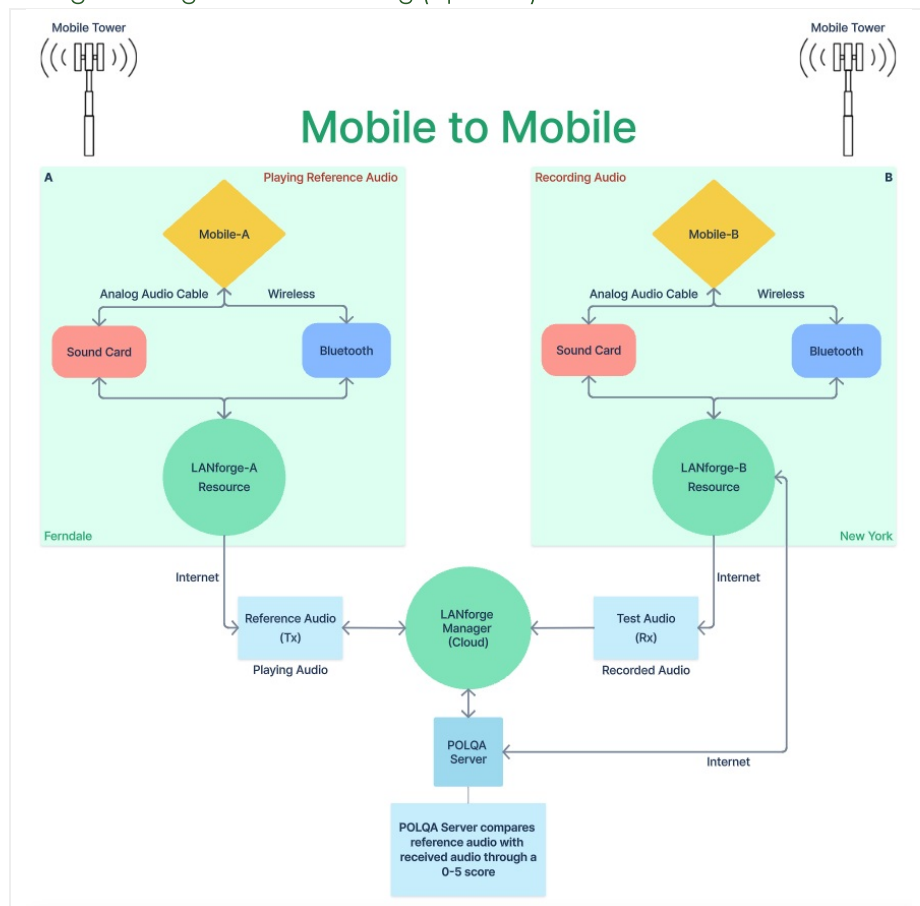 Mobile Tower
Mobile Tower
Mobile to Mobile
A
Playing Reference Audio
Recording Audio
B
Mobile-A
Mobile-B
Analog Audio Cable
Wireless
Analog Audio Cable
Wireless
Sound Card
Bluetooth
Sound Card
Bluetooth
LANforge-A
Resource
LANforge-B
Resource
Ferndale
New York
Internet
Internet
Reference Audio
(Tx)
LANforge
Manager
(Cloud)
Test Audio
(Rx)
Playing Audio
Recorded Audio
POLQA
Server
Internet
POLQA Server compares
reference audio with
received audio through a
0-5 score